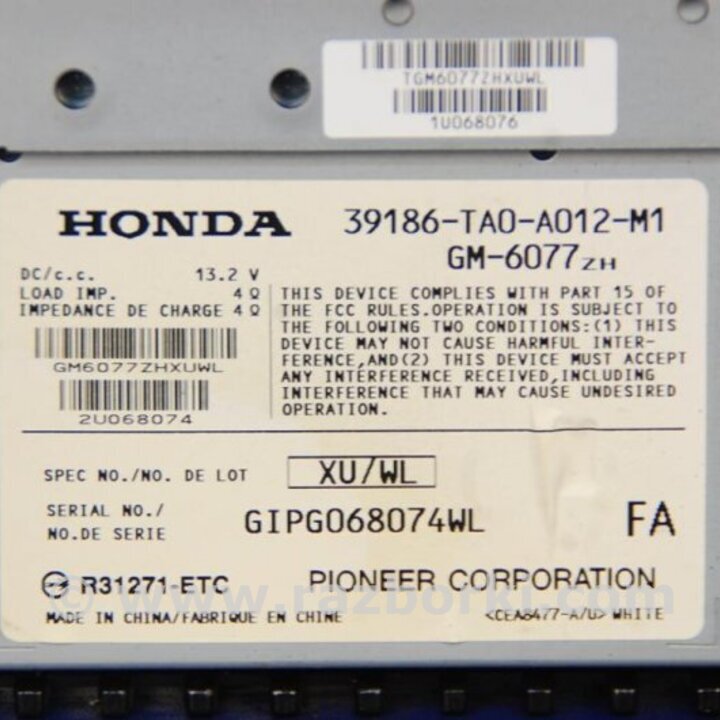 TGM6077ZHXUWL
1U068076
HONDA 39186-TA0-A012-M1
GM-6077ZH
DC/c.c. 13.2 V
LOAD IMP. 4 Ω
IMPEDANCE DE CHARGE 4 Ω
GM6077ZHXUWL
2U068074
THIS DEVICE COMPLIES WITH PART 15 OF
THE FCC RULES.OPERATION IS SUBJECT TO
THE FOLLOWING TWO CONDITIONS:(1) THIS
DEVICE MAY NOT CAUSE HARMFUL INTER-
FERENCE,AND(2) THIS DEVICE MUST ACCEPT
ANY INTERFERENCE RECEIVED,INCLUDING
INTERFERENCE THAT MAY CAUSE UNDESIRED
OPERATION.
SPEC NO./NO. DE LOT XU/WL
SERIAL NO./
NO.DE SERIE
GIPG068074WL FA
R31271-ETC PIONEER CORPORATION
© www.razborki.com
MADE IN CHINA/FABRIQUE EN CHINE <CEA8477-A/U> WHITE